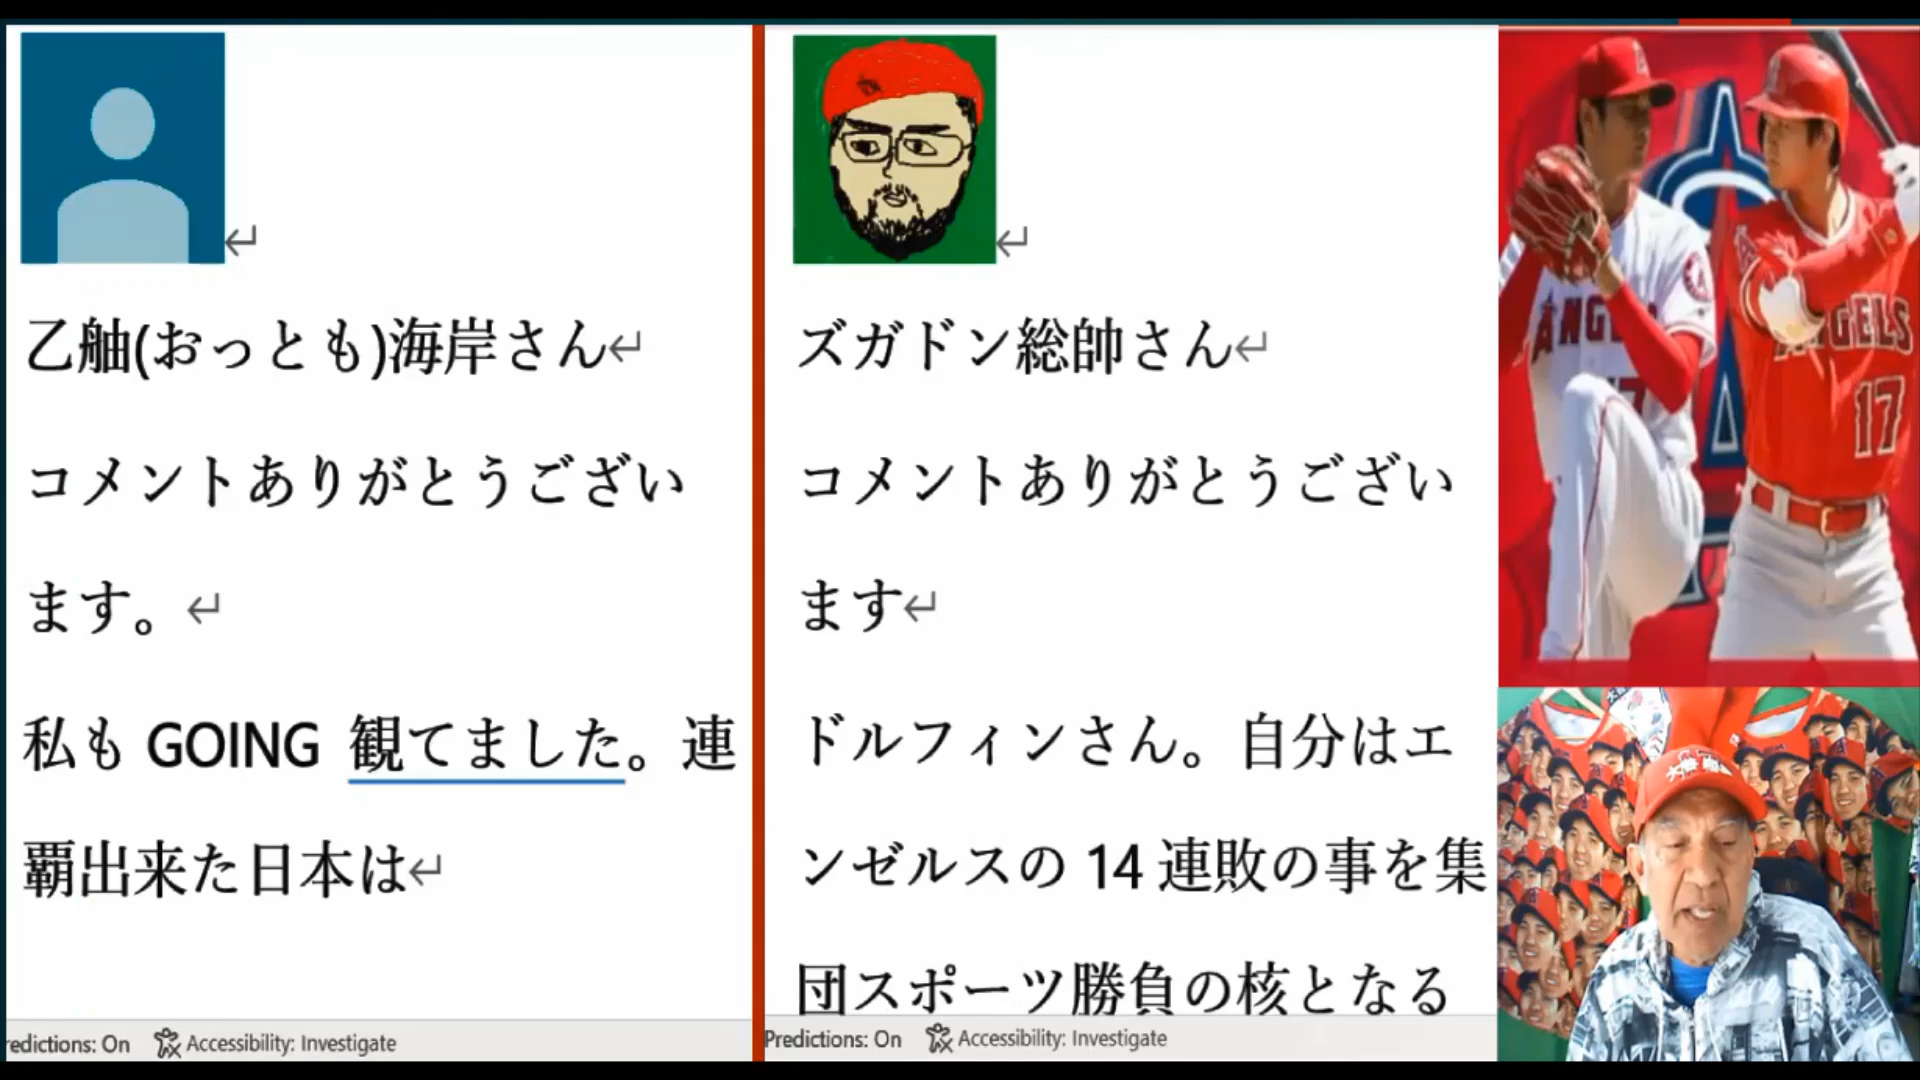 乙舳(おっとも)海岸さん↵
コメントありがとうござい
ます。↵
私も GOING 観てました。連
覇出来た日本は↵
edictions: On
Accessibility: Investigate
ズガドン総帥さん↵
コメントありがとうござい
ます↵
ドルフィンさん。自分はエ
ンゼルスの 14 連敗の事を集
団スポーツ勝負の核となる
Predictions: On
Accessibility: Investigate
ANGELS
17